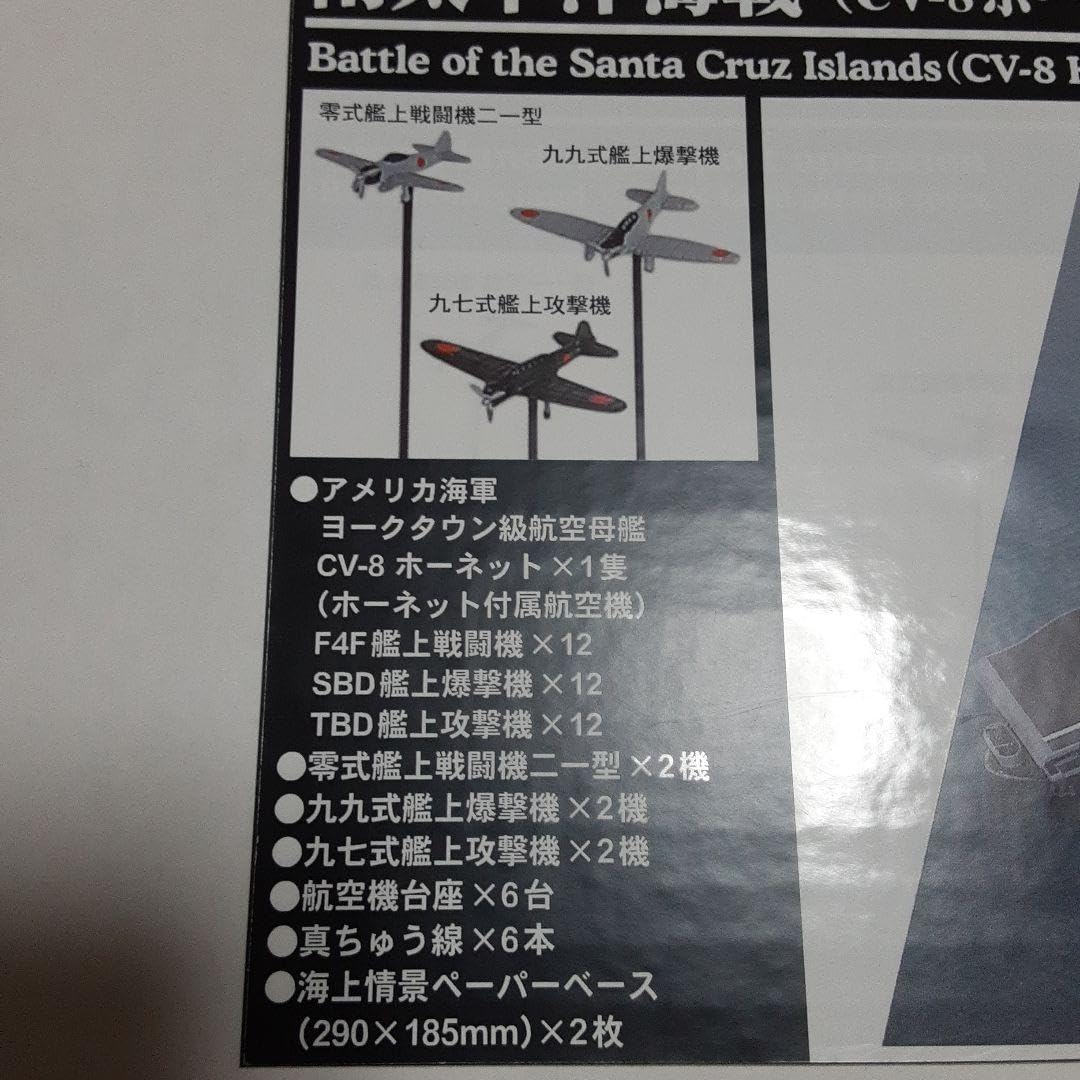 (CV-8 ホ
Battle of the Santa Cruz Islands (CV-8
零式艦上戦闘機二一型
九九式艦上爆撃機
九七式艦上攻撃機
●アメリカ海軍
ヨークタウン級航空母艦
CV-8 ホーネット×1隻
(ホーネット付属航空機)
F4F艦上戦闘機×12
SBD艦上爆撃機×12
TBD艦上攻撃機×12
●零式艦上戦闘機二一型×2機
●九九式艦上爆撃機×2機
●九七式艦上攻撃機×2機
●航空機台座×6台
●真ちゅう線×6本
●海上情景ペーパーベース
(290×185mm)×2枚